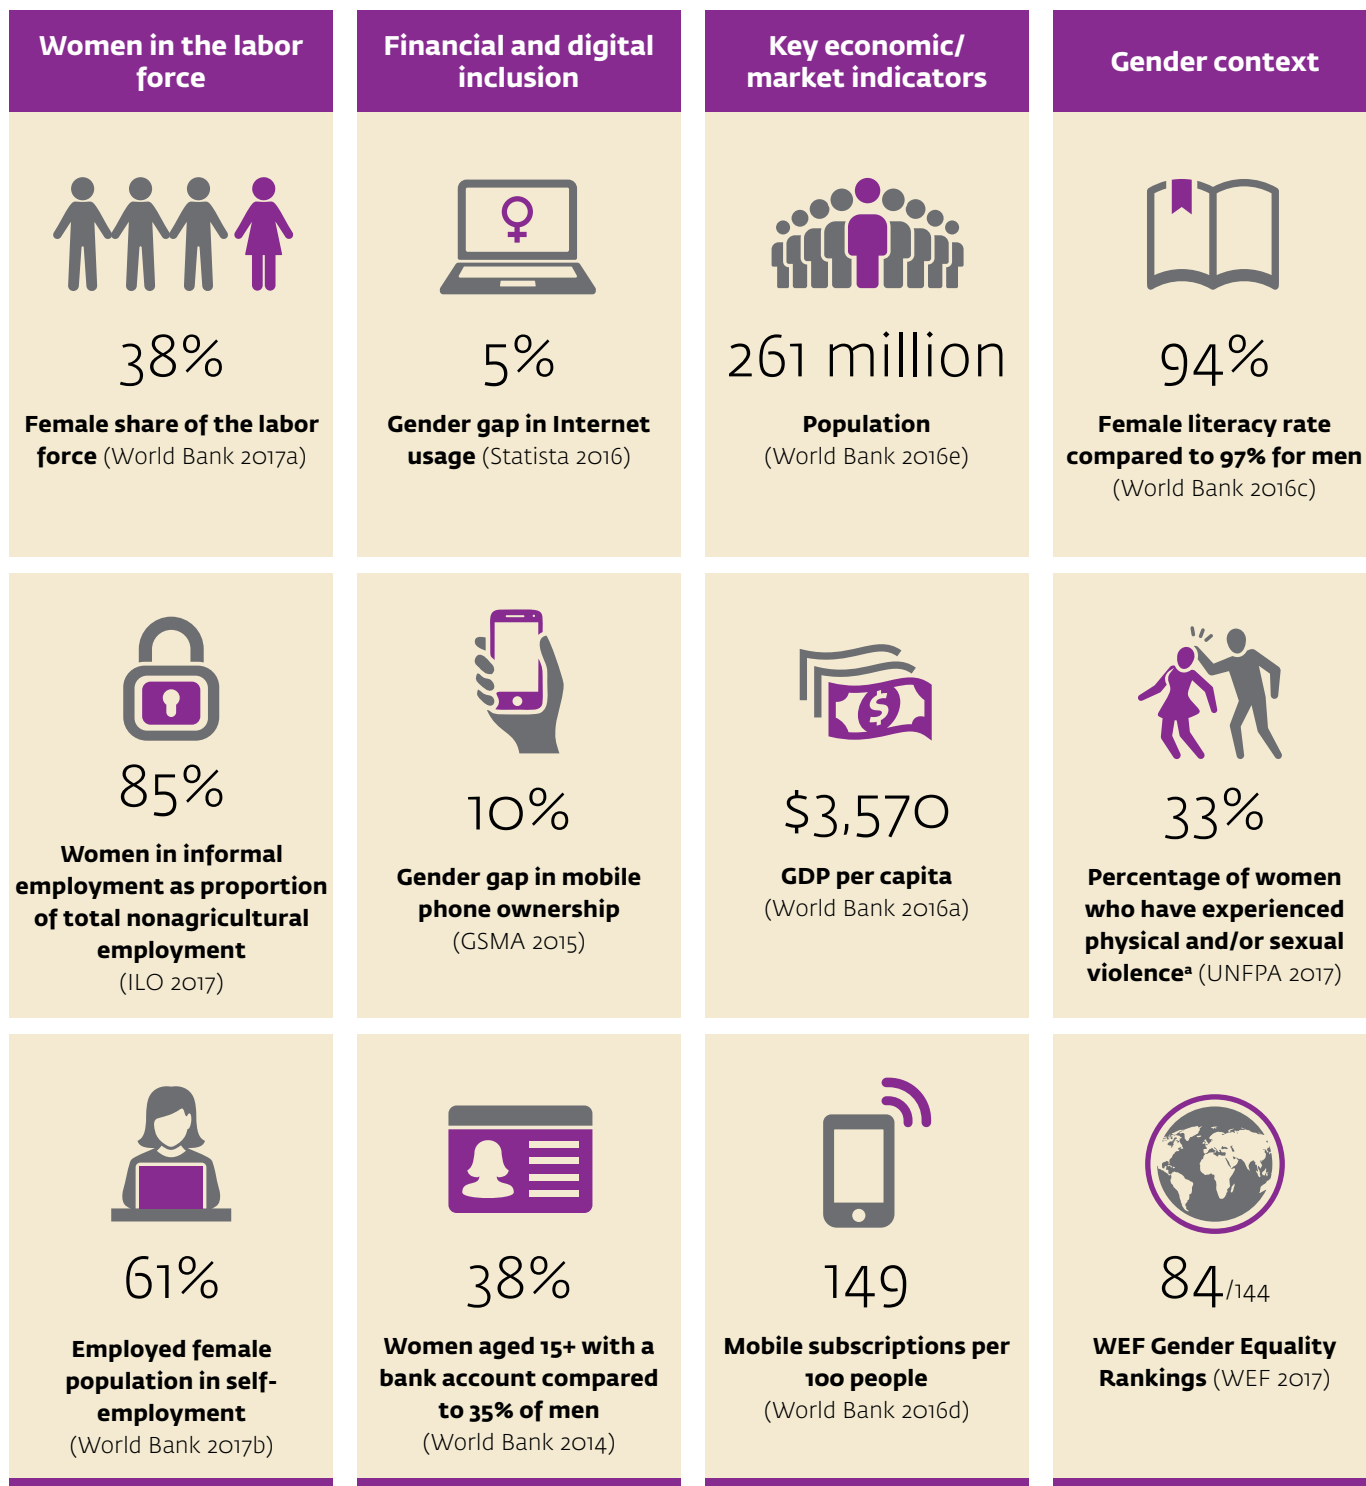 Women in the labor
force
38%
Female share of the labor
force (World Bank 2017a)
85%
Women in informal
employment as proportion
of total nonagricultural
employment
(ILO 2017)
61%
Employed female
population in self-
employment
(World Bank 2017b)
Financial and digital
inclusion
5%
Gender gap in Internet
usage (Statista 2016)
10%
Gender gap in mobile
phone ownership
(GSMA 2015)
38%
Women aged 15+ with a
bank account compared
to 35% of men
(World Bank 2014)
Key economic/
market indicators
261 million
Population
(World Bank 2016e)
$
$3,570
GDP per capita
(World Bank 2016a)
149
Mobile subscriptions per
100 people
(World Bank 2016d)
Gender context
94%
Female literacy rate
compared to 97% for men
(World Bank 2016c)
33%
Percentage of women
who have experienced
physical and/or sexual
violenceª (UNFPA 2017)
84/144
WEF Gender Equality
Rankings (WEF 2017)